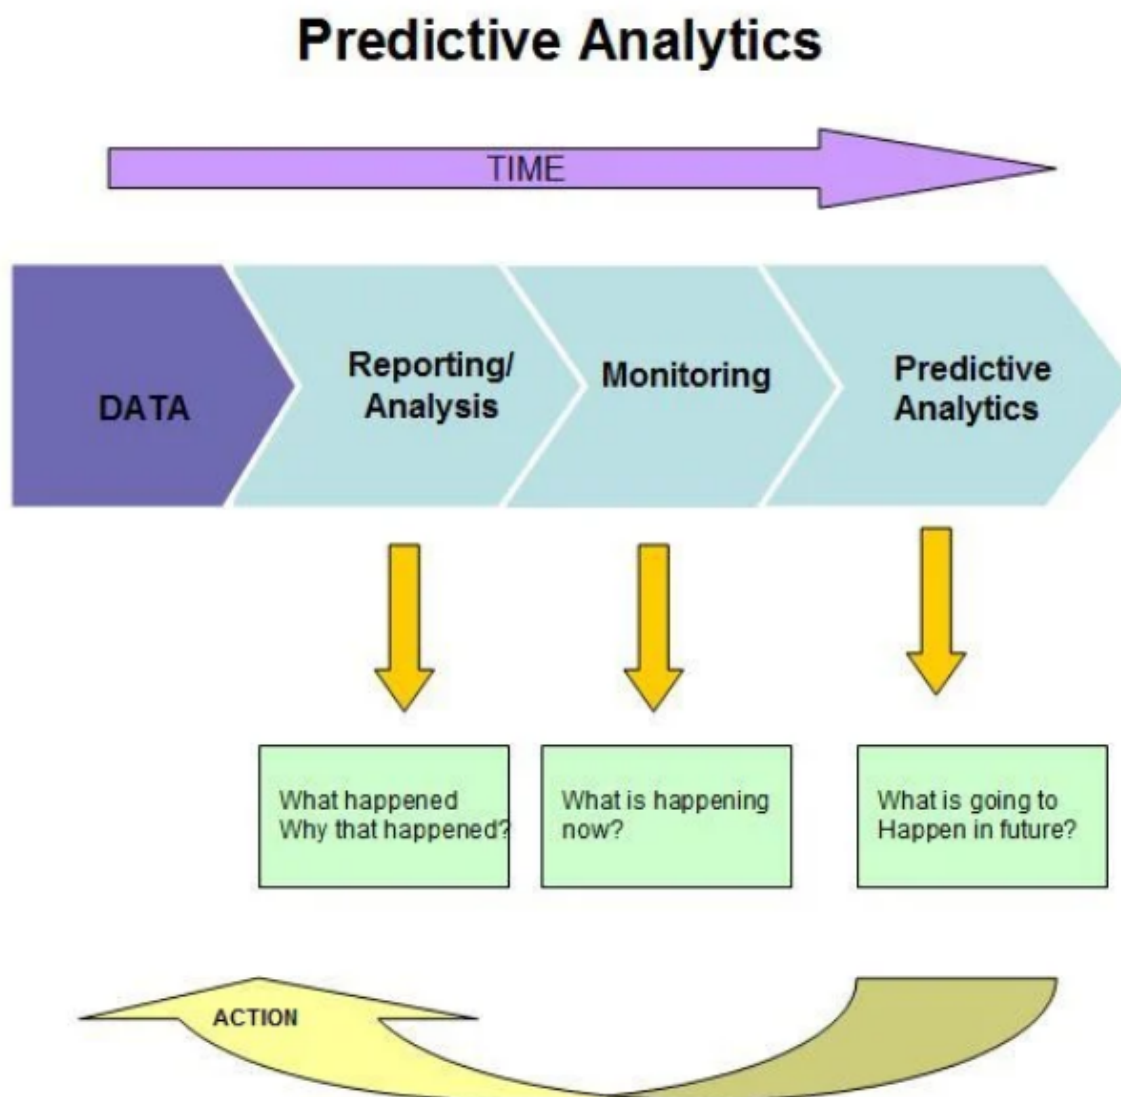 Predictive Analytics
TIME
DATA
Reporting/
Analysis
Monitoring
Predictive
Analytics
What happened
Why that happened?
What is happening
now?
What is going to
Happen in future?
ACTION